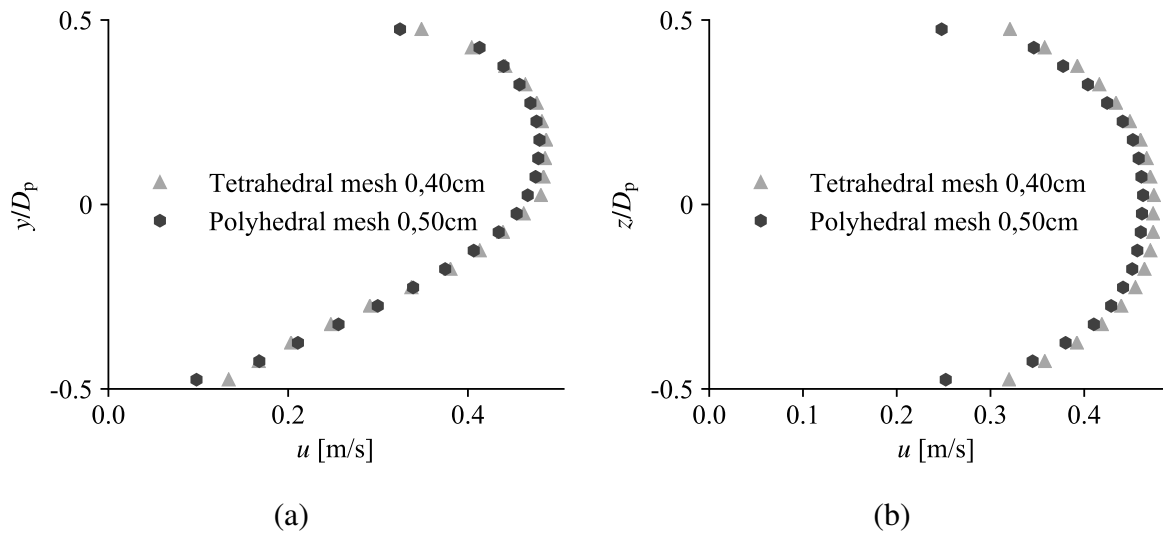 0.5
y/Dp
0
-0.5
Tetrahedral mesh 0,40cm
Polyhedral mesh 0,50cm
0.0 0.2 0.4
u [m/s]
(a)
0.5
z/Dp
0
-0.5
Tetrahedral mesh 0,40cm
Polyhedral mesh 0,50cm
0.0 0.1 0.2 0.3 0.4
u [m/s]
(b)